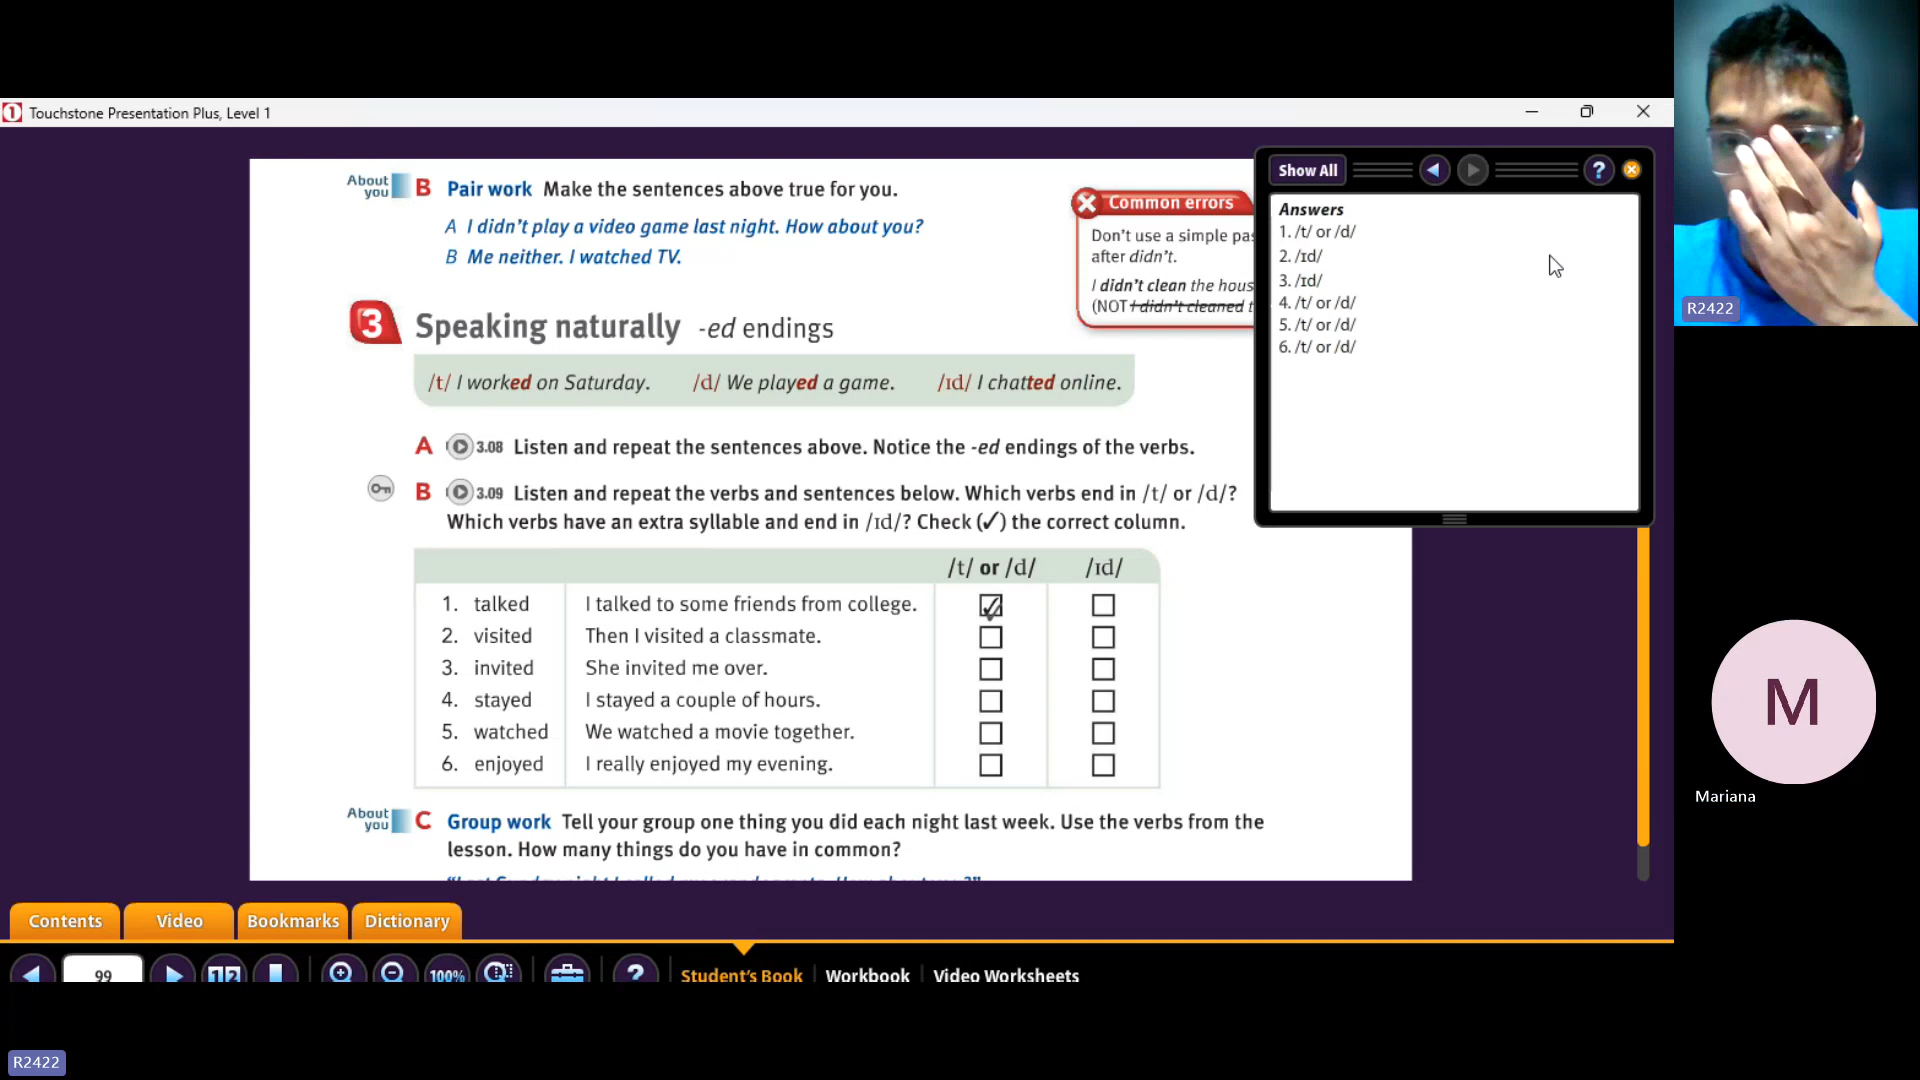 Touchstone Presentation Plus, Level 1
About you B Pair work Make the sentences above true for you.
A I didn't play a video game last night. How about you?
B Me neither. I watched TV.
Common errors
Don't use a simple pas
after didn't.
I didn't clean the hous
(NOT I didn't cleaned t
3 Speaking naturally -ed endings
/t/ I worked on Saturday. /d/ We played a game. /ɪd/ I chatted online.
A 3.08 Listen and repeat the sentences above. Notice the -ed endings of the verbs.
B 3.09 Listen and repeat the verbs and sentences below. Which verbs end in /t/ or /d/?
Which verbs have an extra syllable and end in /ɪd/? Check (✓) the correct column.
/t/ or /d/ /ɪd/
1. talked I talked to some friends from college.
2. visited Then I visited a classmate.
3. invited She invited me over.
4. stayed I stayed a couple of hours.
5. watched We watched a movie together.
6. enjoyed I really enjoyed my evening.
About you C Group work Tell your group one thing you did each night last week. Use the verbs from the
lesson. How many things do you have in common?
Show All ?
Answers
1. /t/ or /d/
2. /ɪd/
3. /ɪd/
4. /t/ or /d/
5. /t/ or /d/
6. /t/ or /d/
R2422
M
Mariana
Contents Video Bookmarks Dictionary
99 12 100% ? Student's Book Workbook Video Worksheets
R2422